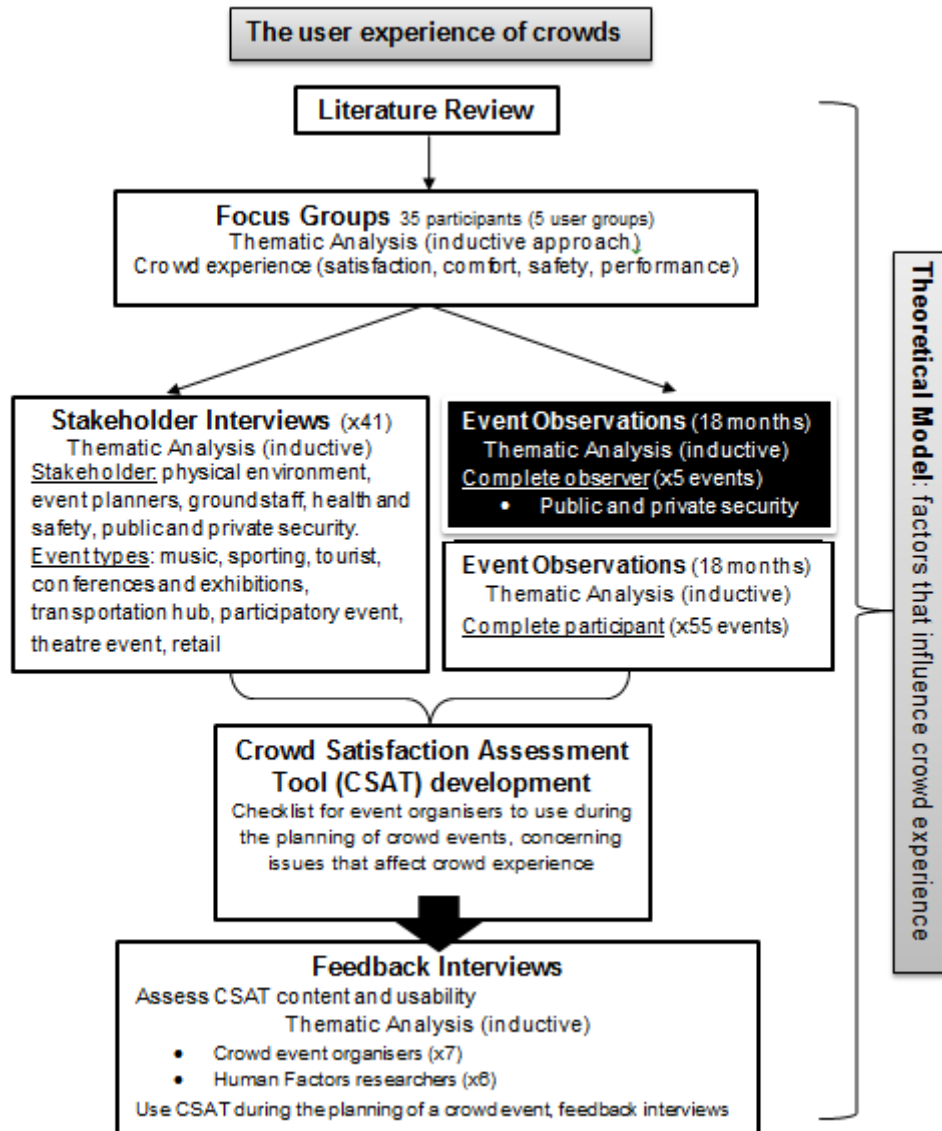 The user experience of crowds
Literature Review
Focus Groups 35 participants (5 user groups)
Thematic Analysis (inductive approach)
Crowd experience (satisfaction, comfort, safety, performance)
Stakeholder Interviews (x41)
Thematic Analysis (inductive)
Stakeholder: physical environment,
event planners, ground staff, health and
safety, public and private security.
Event types: music, sporting, tourist,
conferences and exhibitions,
transportation hub, participatory event,
theatre event, retail
Event Observations (18 months)
Thematic Analysis (inductive)
Complete observer (x5 events)
• Public and private security
Event Observations (18 months)
Thematic Analysis (inductive)
Complete participant (x55 events)
Crowd Satisfaction Assessment
Tool (CSAT) development
Checklist for event organisers to use during
the planning of crowd events, concerning
issues that affect crowd experience
Feedback Interviews
Assess CSAT content and usability
Thematic Analysis (inductive)
• Crowd event organisers (x7)
• Human Factors researchers (x6)
Use CSAT during the planning of a crowd event, feedback interviews
Theoretical Model: factors that influence crowd experience